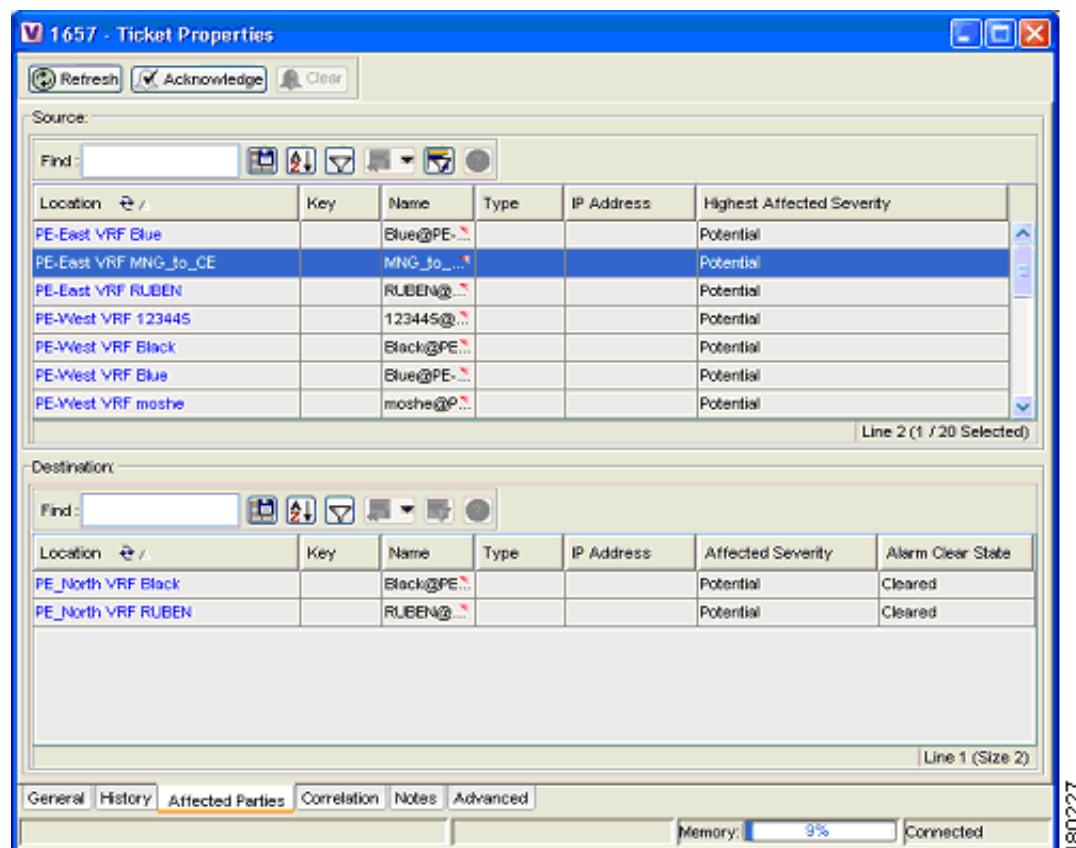 1657 - Ticket Properties
Refresh Acknowledge Clear
Source:
Find :
Location Key Name Type IP Address Highest Affected Severity
PE-East VRF Blue Blue@PE-... Potential
PE-East VRF MNG_to_CE MNG_to_... Potential
PE-East VRF RUBEN RUBEN@... Potential
PE-West VRF 123445 123445@... Potential
PE-West VRF Black Black@PE... Potential
PE-West VRF Blue Blue@PE-... Potential
PE-West VRF moshe moshe@P... Potential
Line 2 (1 / 20 Selected)
Destination:
Find :
Location Key Name Type IP Address Affected Severity Alarm Clear State
PE_North VRF Black Black@PE... Potential Cleared
PE_North VRF RUBEN RUBEN@... Potential Cleared
Line 1 (Size 2)
General History Affected Parties Correlation Notes Advanced
Memory: 9% Connected
180227